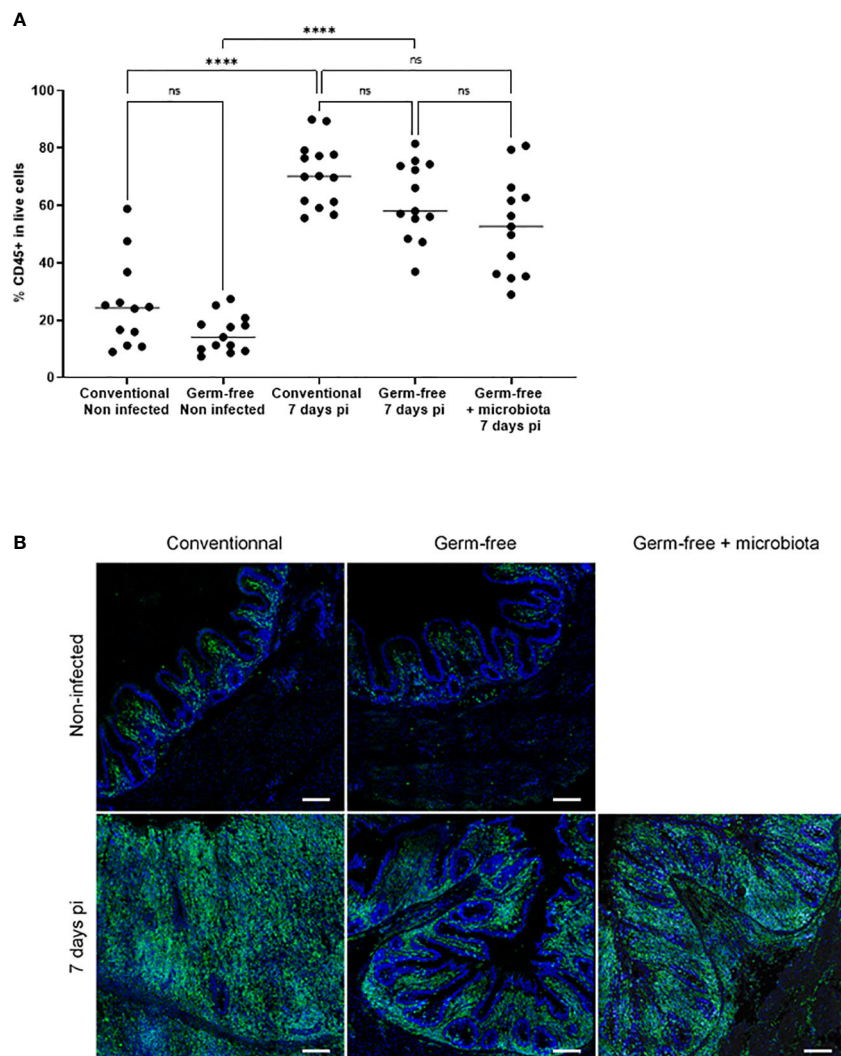 A
****
****
ns
ns
ns
ns
100
80
60
40
20
0
% CD45+ in live cells
Conventional
Non infected
Germ-free
Non infected
Conventional
7 days pi
Germ-free
7 days pi
Germ-free
+ microbiota
7 days pi
B
Conventionnal
Germ-free
Germ-free + microbiota
Non-infected
7 days pi